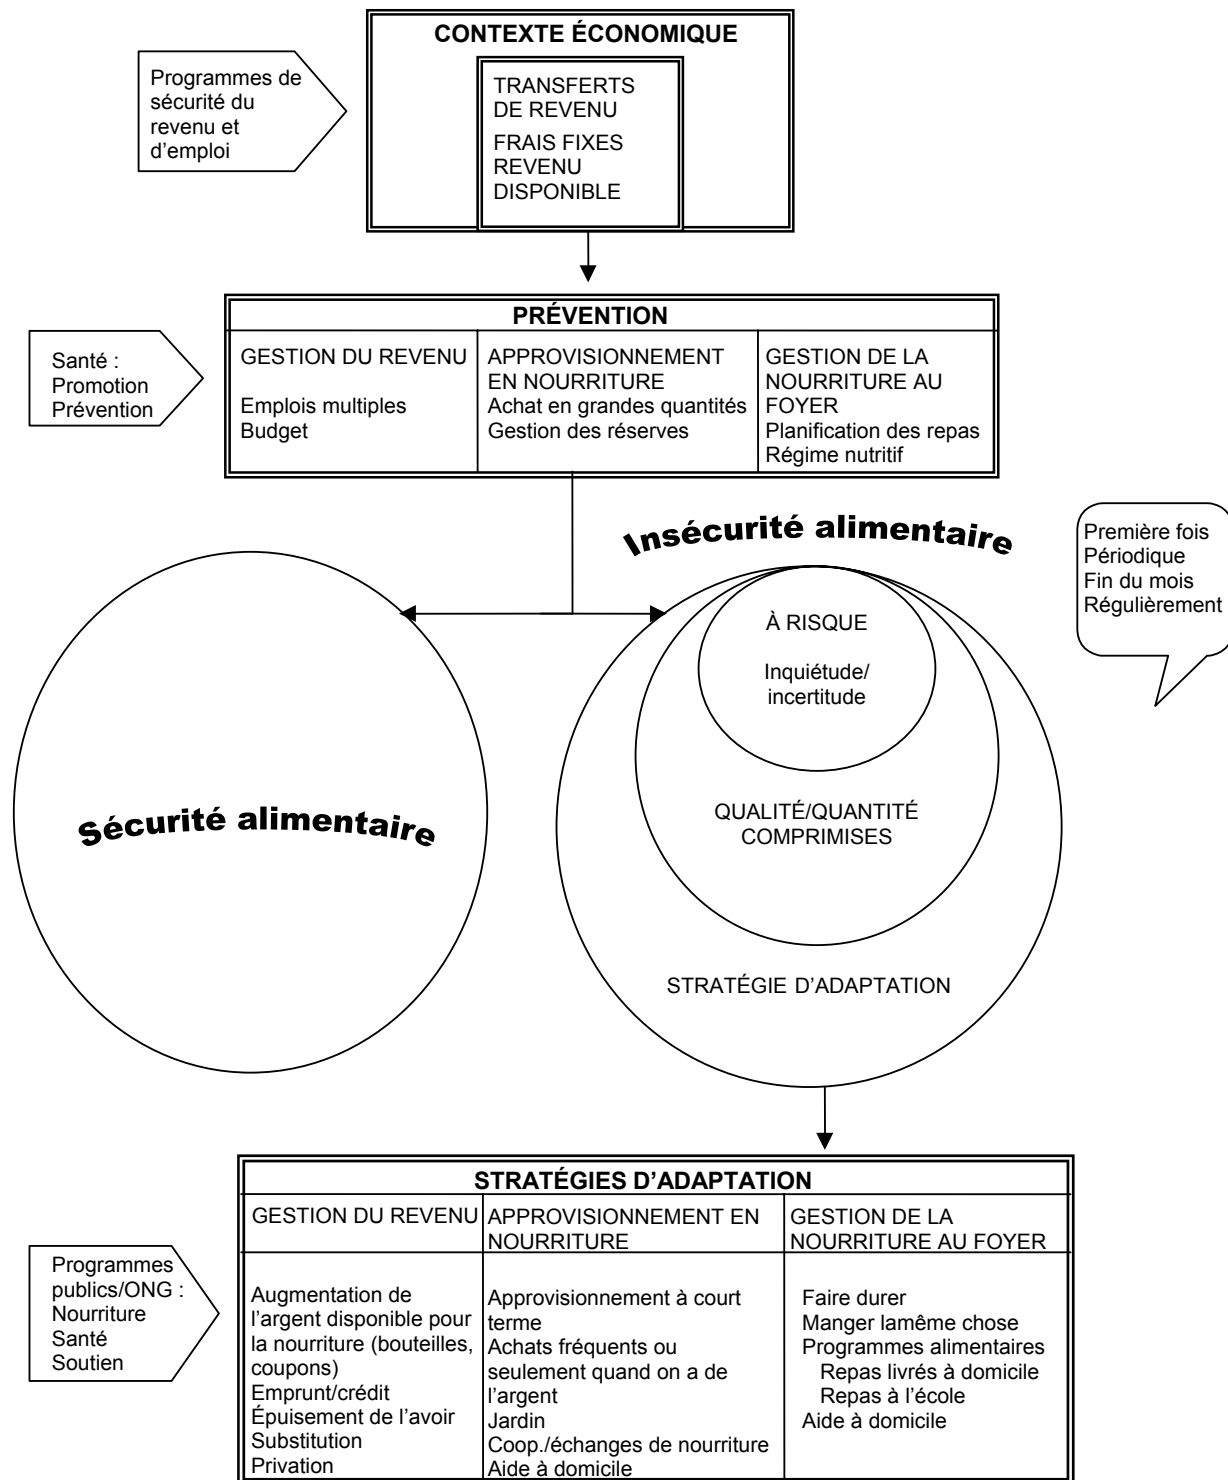 CONTEXTE ÉCONOMIQUE
Programmes de
sécurité du
revenu et
d'emploi
TRANSFERTS
DE REVENU
FRAIS FIXES
REVENU
DISPONIBLE
PRÉVENTION
Santé :
Promotion
Prévention
GESTION DU REVENU
Emplois multiples
Budget
APPROVISIONNEMENT
EN NOURRITURE
Achat en grandes quantités
Gestion des réserves
GESTION DE LA
NOURRITURE AU
FOYER
Planification des repas
Régime nutritif
Insécurité alimentaire
Première fois
Périodique
Fin du mois
Régulièrement
À RISQUE
Inquiétude/
incertitude
Sécurité alimentaire
QUALITÉ/QUANTITÉ
COMPRIMISES
STRATÉGIE D'ADAPTATION
STRATÉGIES D'ADAPTATION
Programmes
publics/ONG :
Nourriture
Santé
Soutien
GESTION DU REVENU
Augmentation de
l'argent disponible pour
la nourriture (bouteilles,
coupons)
Emprunt/crédit
Épuisement de l'avoir
Substitution
Privation
APPROVISIONNEMENT EN
NOURRITURE
Approvisionnement à court
terme
Achats fréquents ou
seulement quand on a de
l'argent
Jardin
Coop./échanges de nourriture
Aide à domicile
GESTION DE LA
NOURRITURE AU FOYER
Faire durer
Manger lamême chose
Programmes alimentaires
Repas livrés à domicile
Repas à l'école
Aide à domicile